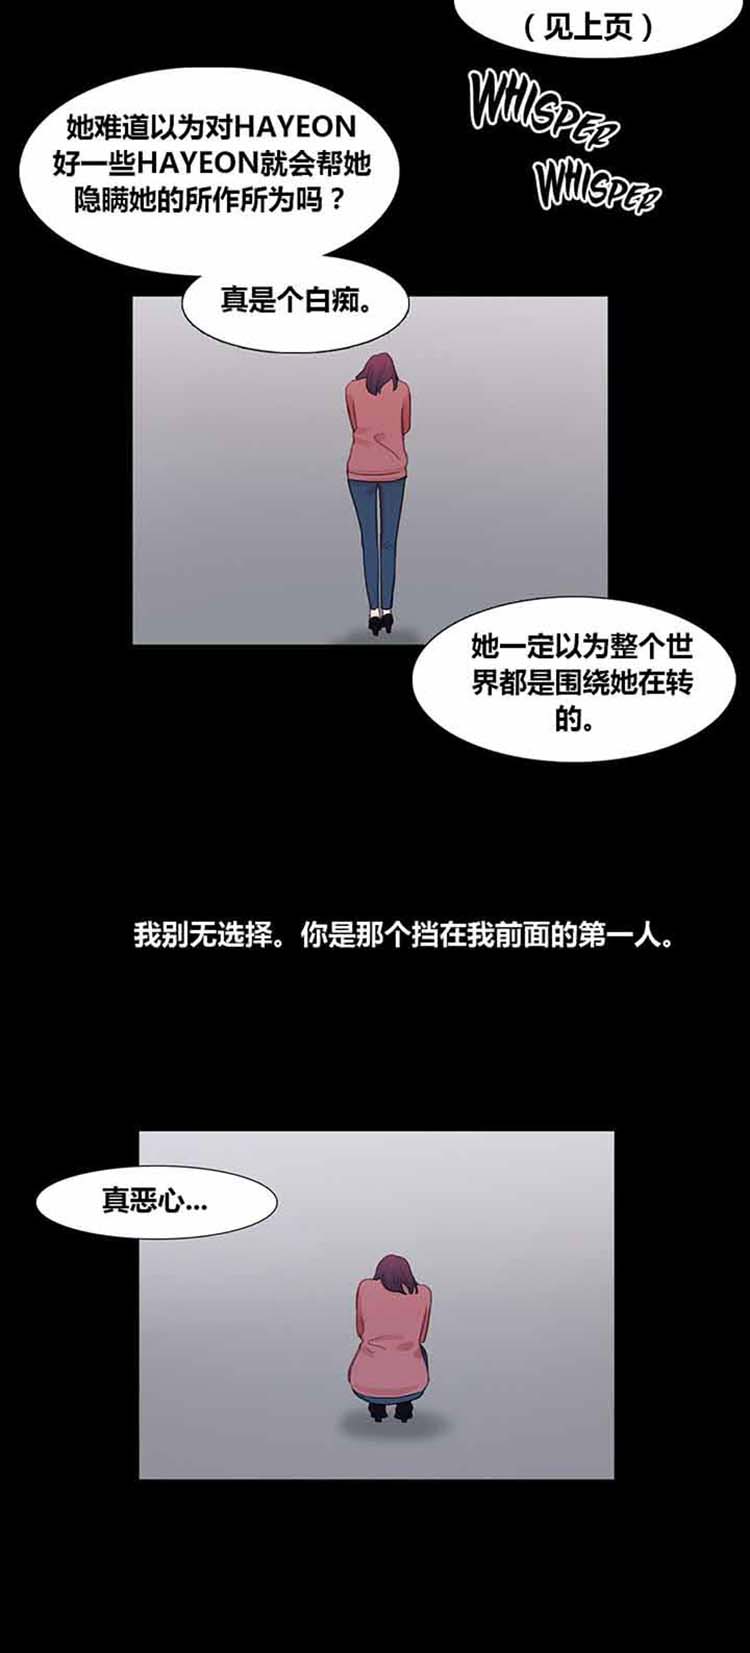 （见上页）
WHISPER
WHISPER
她难道以为对HAYEON
好一些HAYEON就会帮她
隐瞒她的所作所为吗？
真是个白痴。
她一定以为整个世
界都是围绕她在转
的。
我别无选择。你是那个挡在我前面的第一人。
真恶心...